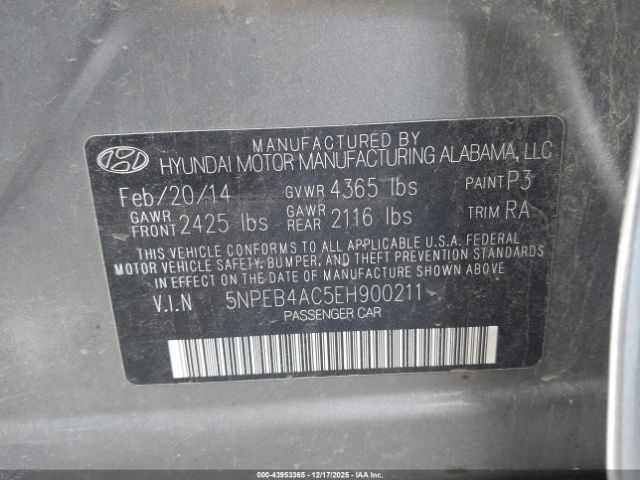 MANUFACTURED BY
HYUNDAI MOTOR MANUFACTURING ALABAMA, LLC
Feb/20/14 GVWR 4365 lbs PAINT P3
GAWR FRONT 2425 lbs GAWR REAR 2116 lbs TRIM RA
THIS VEHICLE CONFORMS TO ALL APPLICABLE U.S.A. FEDERAL
MOTOR VEHICLE SAFETY, BUMPER, AND THEFT PREVENTION STANDARDS
IN EFFECT ON THE DATE OF MANUFACTURE SHOWN ABOVE.
V.I.N 5NPEB4AC5EH900211
PASSENGER CAR
000-43953365 - 12/17/2025 - IAAI.CA